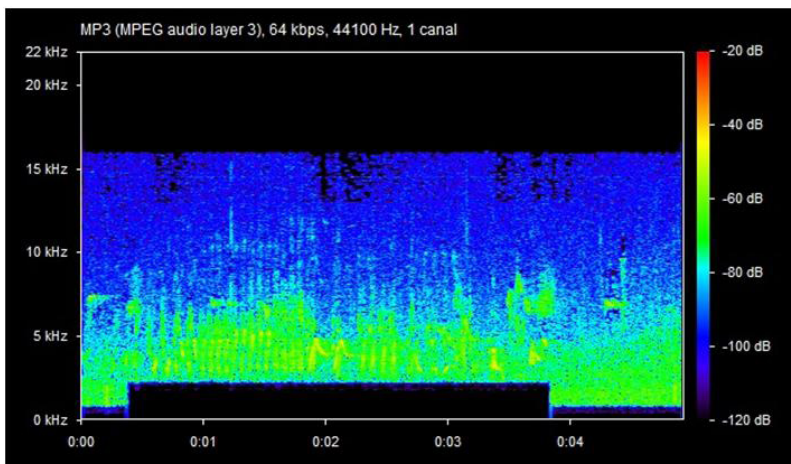 MP3 (MPEG audio layer 3), 64 kbps, 44100 Hz, 1 canal
22 kHz
20 kHz
15 kHz
10 kHz
5 kHz
0 kHz
0:00
0:01
0:02
0:03
0:04
-20 dB
-40 dB
-60 dB
-80 dB
-100 dB
-120 dB